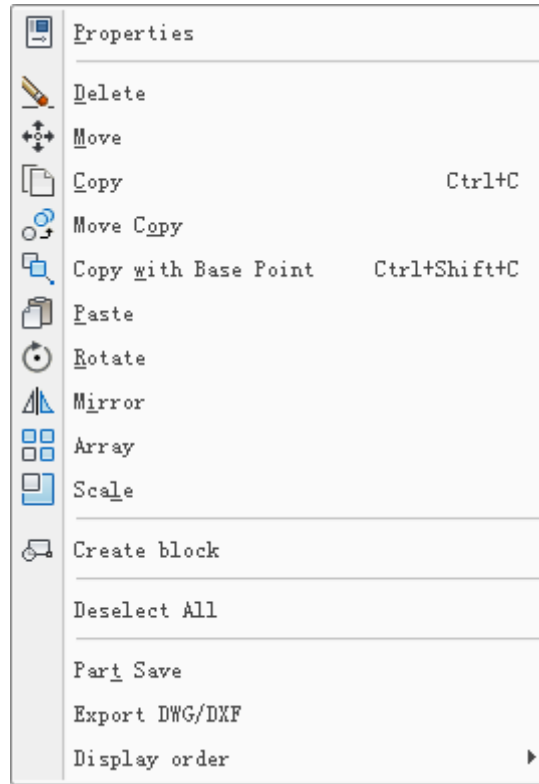 Properties
Delete
Move
Copy Ctrl+C
Move Copy
Copy with Base Point Ctrl+Shift+C
Paste
Rotate
Mirror
Array
Scale
Create block
Deselect All
Part Save
Export DWG/DXF
Display order